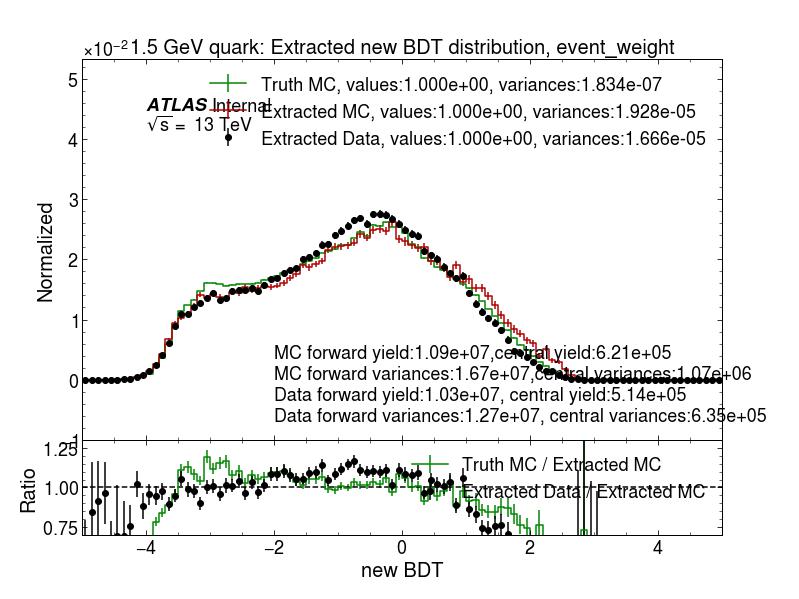 ×10⁻² 1.5 GeV quark: Extracted new BDT distribution, event_weight
Truth MC, values:1.000e+00, variances:1.834e-07
ATLAS Internal
Extracted MC, values:1.000e+00, variances:1.928e-05
√s = 13 TeV
Extracted Data, values:1.000e+00, variances:1.666e-05
5
4
3
2
1
0
−1
Normalized
MC forward yield:1.09e+07,central yield:6.21e+05
MC forward variances:1.67e+07,central variances:1.07e+06
Data forward yield:1.03e+07, central yield:5.14e+05
Data forward variances:1.27e+07, central variances:6.35e+05
1.25
1.00
0.75
Ratio
Truth MC / Extracted MC
Extracted Data / Extracted MC
−4 −2 0 2 4
new BDT